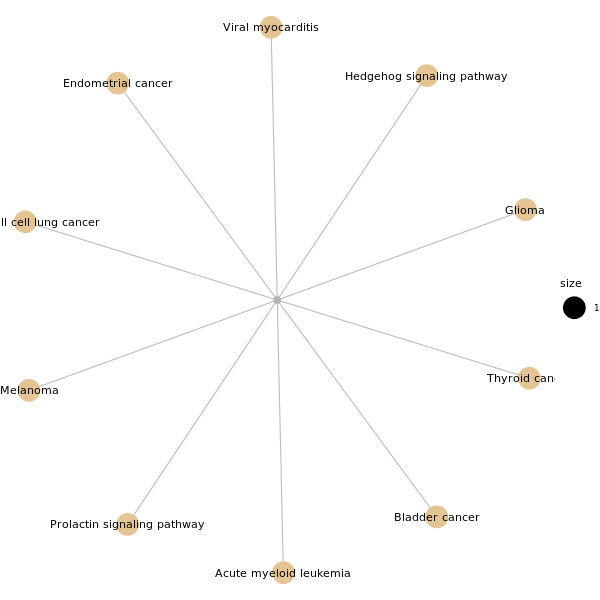 Viral myocarditis
Hedgehog signaling pathway
Endometrial cancer
Glioma
ll cell lung cancer
size
1
Thyroid can
Melanoma
Bladder cancer
Prolactin signaling pathway
Acute myeloid leukemia